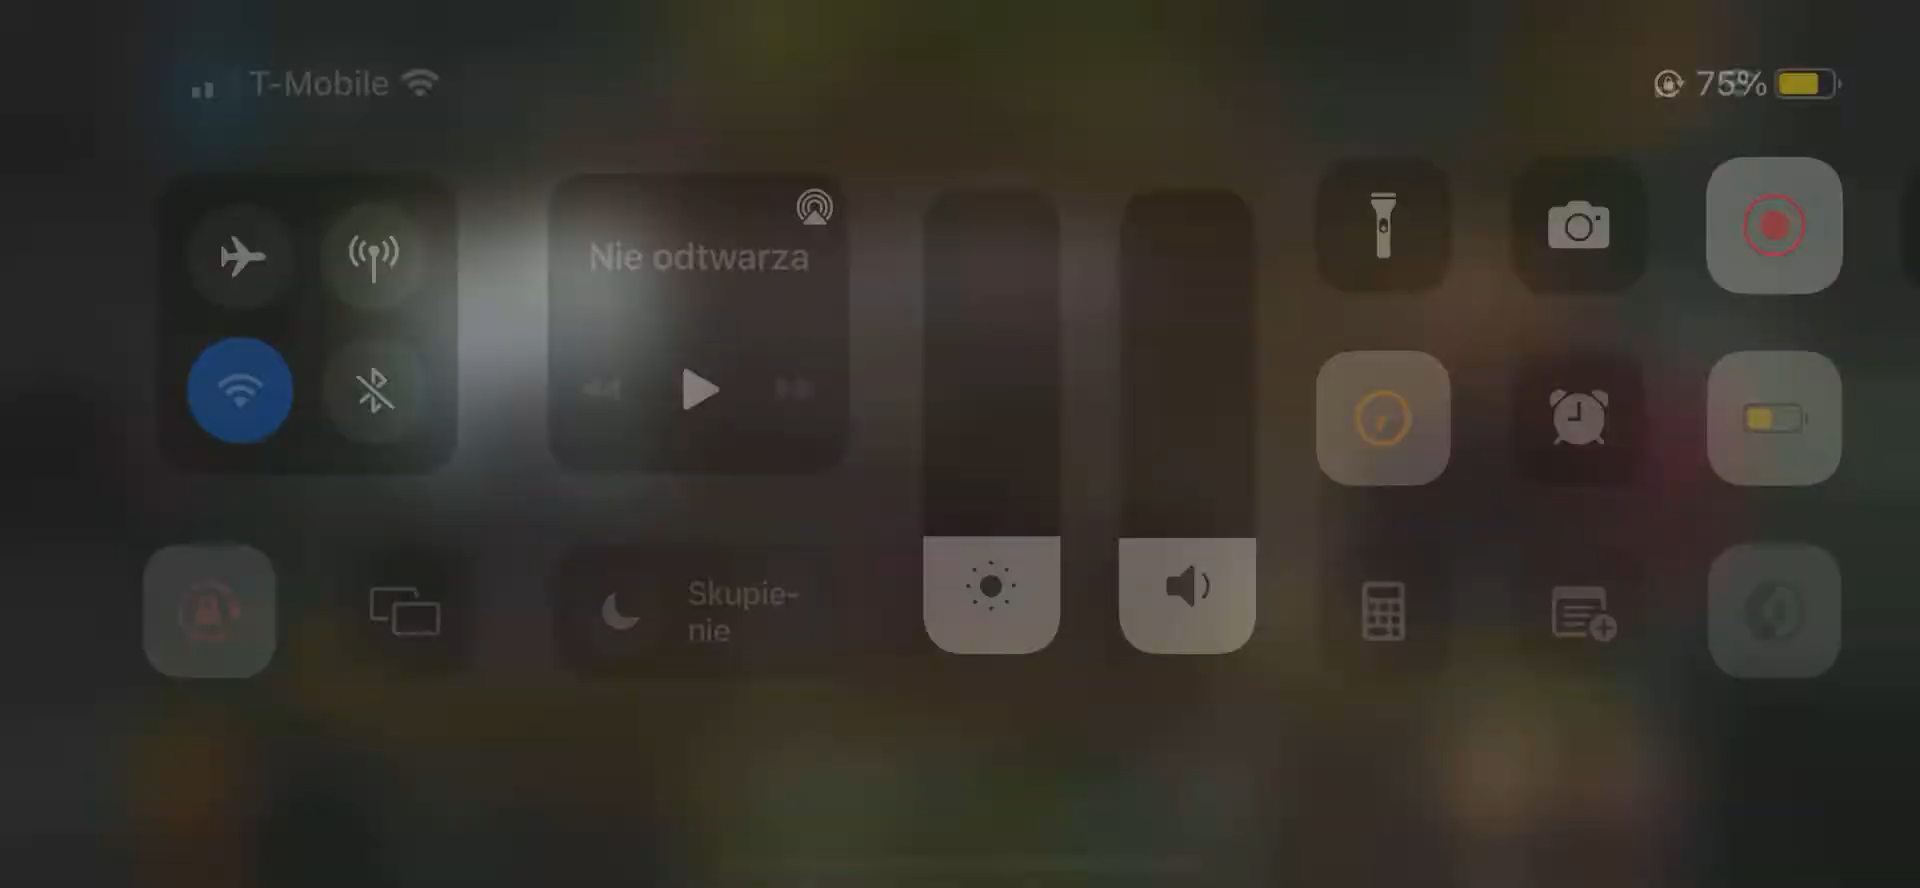 T-Mobile
75%
Nie odtwarza
Skupie-
nie